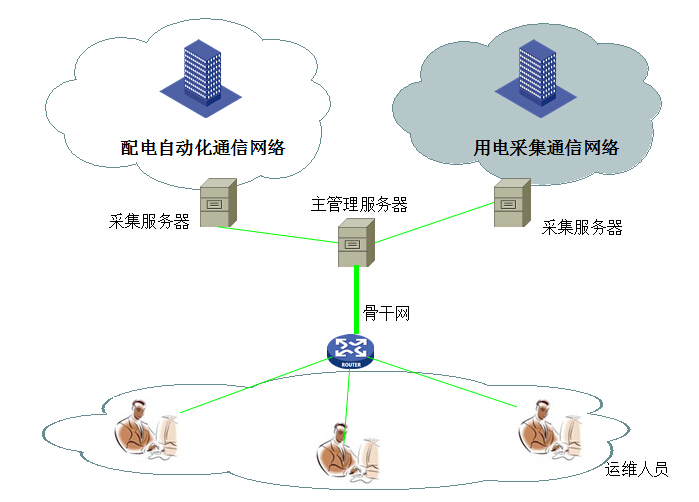 配电自动化通信网络
用电采集通信网络
主管理服务器
采集服务器
采集服务器
骨干网
ROUTER
运维人员